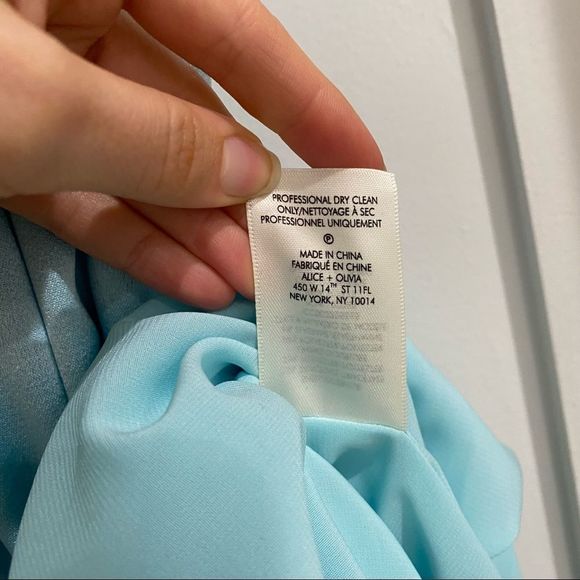 PROFESSIONAL DRY CLEAN
ONLY/NETTOYAGE À SEC
PROFESSIONNEL UNIQUEMENT
Ⓟ
MADE IN CHINA
FABRIQUÉ EN CHINE
ALICE + OLIVIA
450 W 14TH ST 11FL
NEW YORK, NY 10014